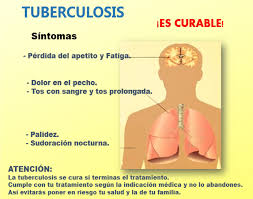 TUBERCULOSIS
¡ES CURABLE!
Síntomas
- Pérdida del apetito y Fatiga.
- Dolor en el pecho.
- Tos con sangre y tos prolongada.
- Palidez.
- Sudoración nocturna.
ATENCIÓN:
La tuberculosis se cura si terminas el tratamiento.
Cumple con tu tratamiento según la indicación médica y no lo abandones.
Así evitarás poner en riesgo tu salud y la de tu familia.